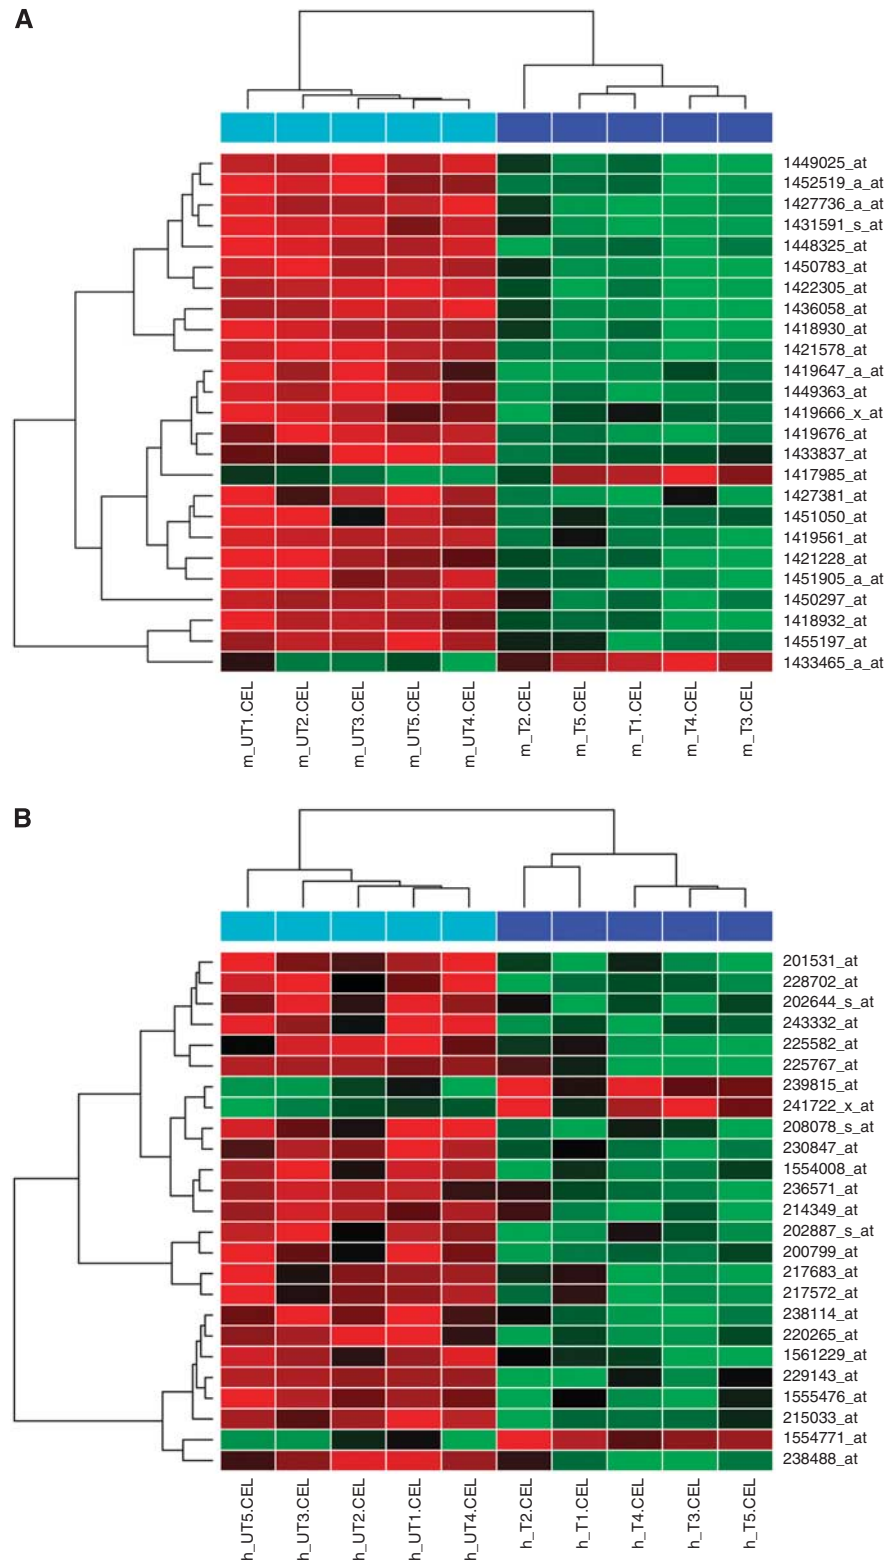 A
1449025_at
1452519_a_at
1427736_a_at
1431591_s_at
1448325_at
1450783_at
1422305_at
1436058_at
1418930_at
1421578_at
1419647_a_at
1449363_at
1419666_x_at
1419676_at
1433837_at
1417985_at
1427381_at
1451050_at
1419561_at
1421228_at
1451905_a_at
1450297_at
1418932_at
1455197_at
1433465_a_at
m_UT1.CEL
m_UT2.CEL
m_UT3.CEL
m_UT5.CEL
m_UT4.CEL
m_T2.CEL
m_T5.CEL
m_T1.CEL
m_T4.CEL
m_T3.CEL
B
201531_at
228702_at
202644_s_at
243332_at
225582_at
225767_at
239815_at
241722_x_at
208078_s_at
230847_at
1554008_at
236571_at
214349_at
202887_s_at
200799_at
217683_at
217572_at
238114_at
220265_at
1561229_at
229143_at
1555476_at
215033_at
1554771_at
238488_at
h_UT5.CEL
h_UT3.CEL
h_UT2.CEL
h_UT1.CEL
h_UT4.CEL
h_T2.CEL
h_T1.CEL
h_T4.CEL
h_T3.CEL
h_T5.CEL